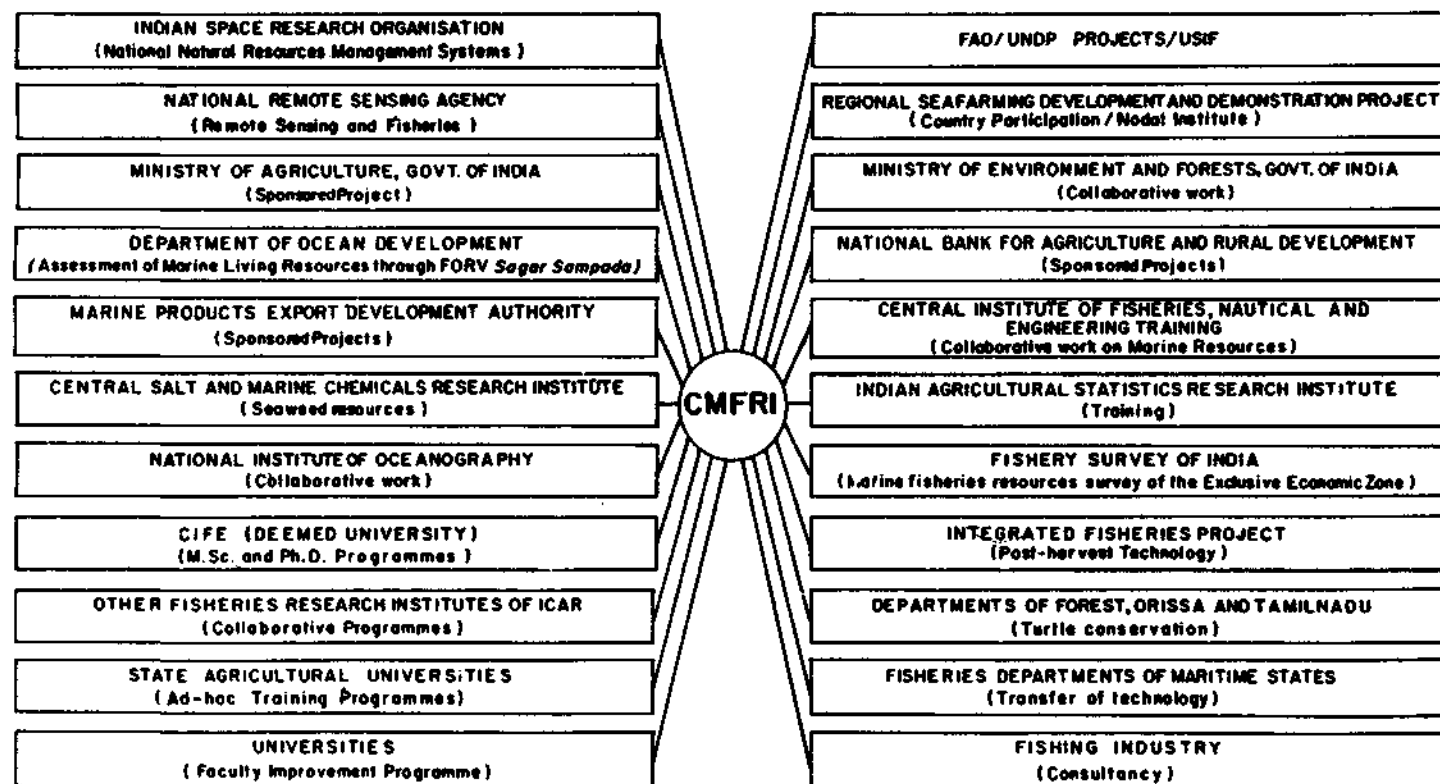 INDIAN SPACE RESEARCH ORGANISATION
(National Natural Resources Management Systems)
NATIONAL REMOTE SENSING AGENCY
(Remote Sensing and Fisheries)
MINISTRY OF AGRICULTURE, GOVT. OF INDIA
(Sponsored Project)
DEPARTMENT OF OCEAN DEVELOPMENT
(Assessment of Marine Living Resources through FORV Sagar Sampada)
MARINE PRODUCTS EXPORT DEVELOPMENT AUTHORITY
(Sponsored Projects)
CENTRAL SALT AND MARINE CHEMICALS RESEARCH INSTITUTE
(Seaweed resources)
NATIONAL INSTITUTE OF OCEANOGRAPHY
(Collaborative work)
CIFE (DEEMED UNIVERSITY)
(M.Sc. and Ph.D. Programmes)
OTHER FISHERIES RESEARCH INSTITUTES OF ICAR
(Collaborative Programmes)
STATE AGRICULTURAL UNIVERSITIES
(Ad-hoc Training Programmes)
UNIVERSITIES
(Faculty Improvement Programme)
CMFRI
FAO/UNDP PROJECTS/USIF
REGIONAL SEAFARMING DEVELOPMENT AND DEMONSTRATION PROJECT
(Country Participation / Nodal Institute)
MINISTRY OF ENVIRONMENT AND FORESTS, GOVT. OF INDIA
(Collaborative work)
NATIONAL BANK FOR AGRICULTURE AND RURAL DEVELOPMENT
(Sponsored Projects)
CENTRAL INSTITUTE OF FISHERIES, NAUTICAL AND
ENGINEERING TRAINING
(Collaborative work on Marine Resources)
INDIAN AGRICULTURAL STATISTICS RESEARCH INSTITUTE
(Training)
FISHERY SURVEY OF INDIA
(Marine fisheries resources survey of the Exclusive Economic Zone)
INTEGRATED FISHERIES PROJECT
(Post-harvest Technology)
DEPARTMENTS OF FOREST, ORISSA AND TAMILNADU
(Turtle conservation)
FISHERIES DEPARTMENTS OF MARITIME STATES
(Transfer of technology)
FISHING INDUSTRY
(Consultancy)